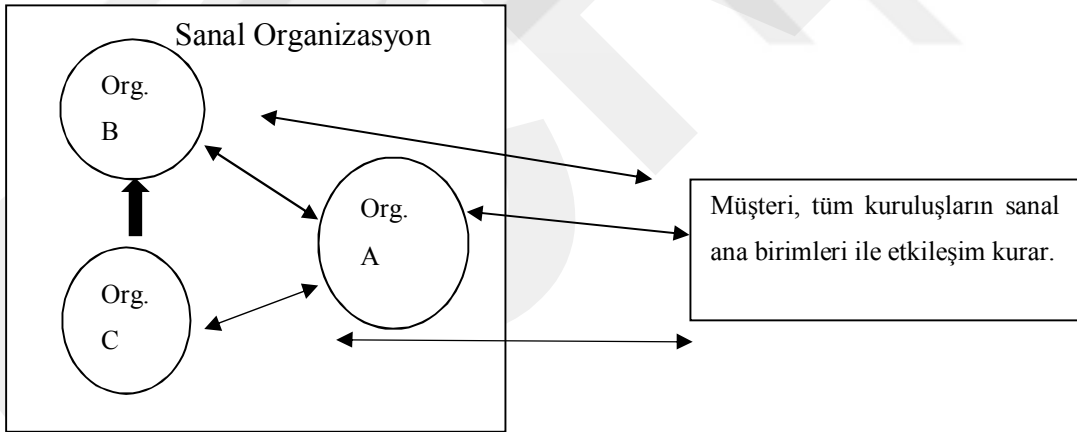 Sanal Organizasyon
Org.
B
Org.
A
Org.
C
Müşteri, tüm kuruluşların sanal
ana birimleri ile etkileşim kurar.